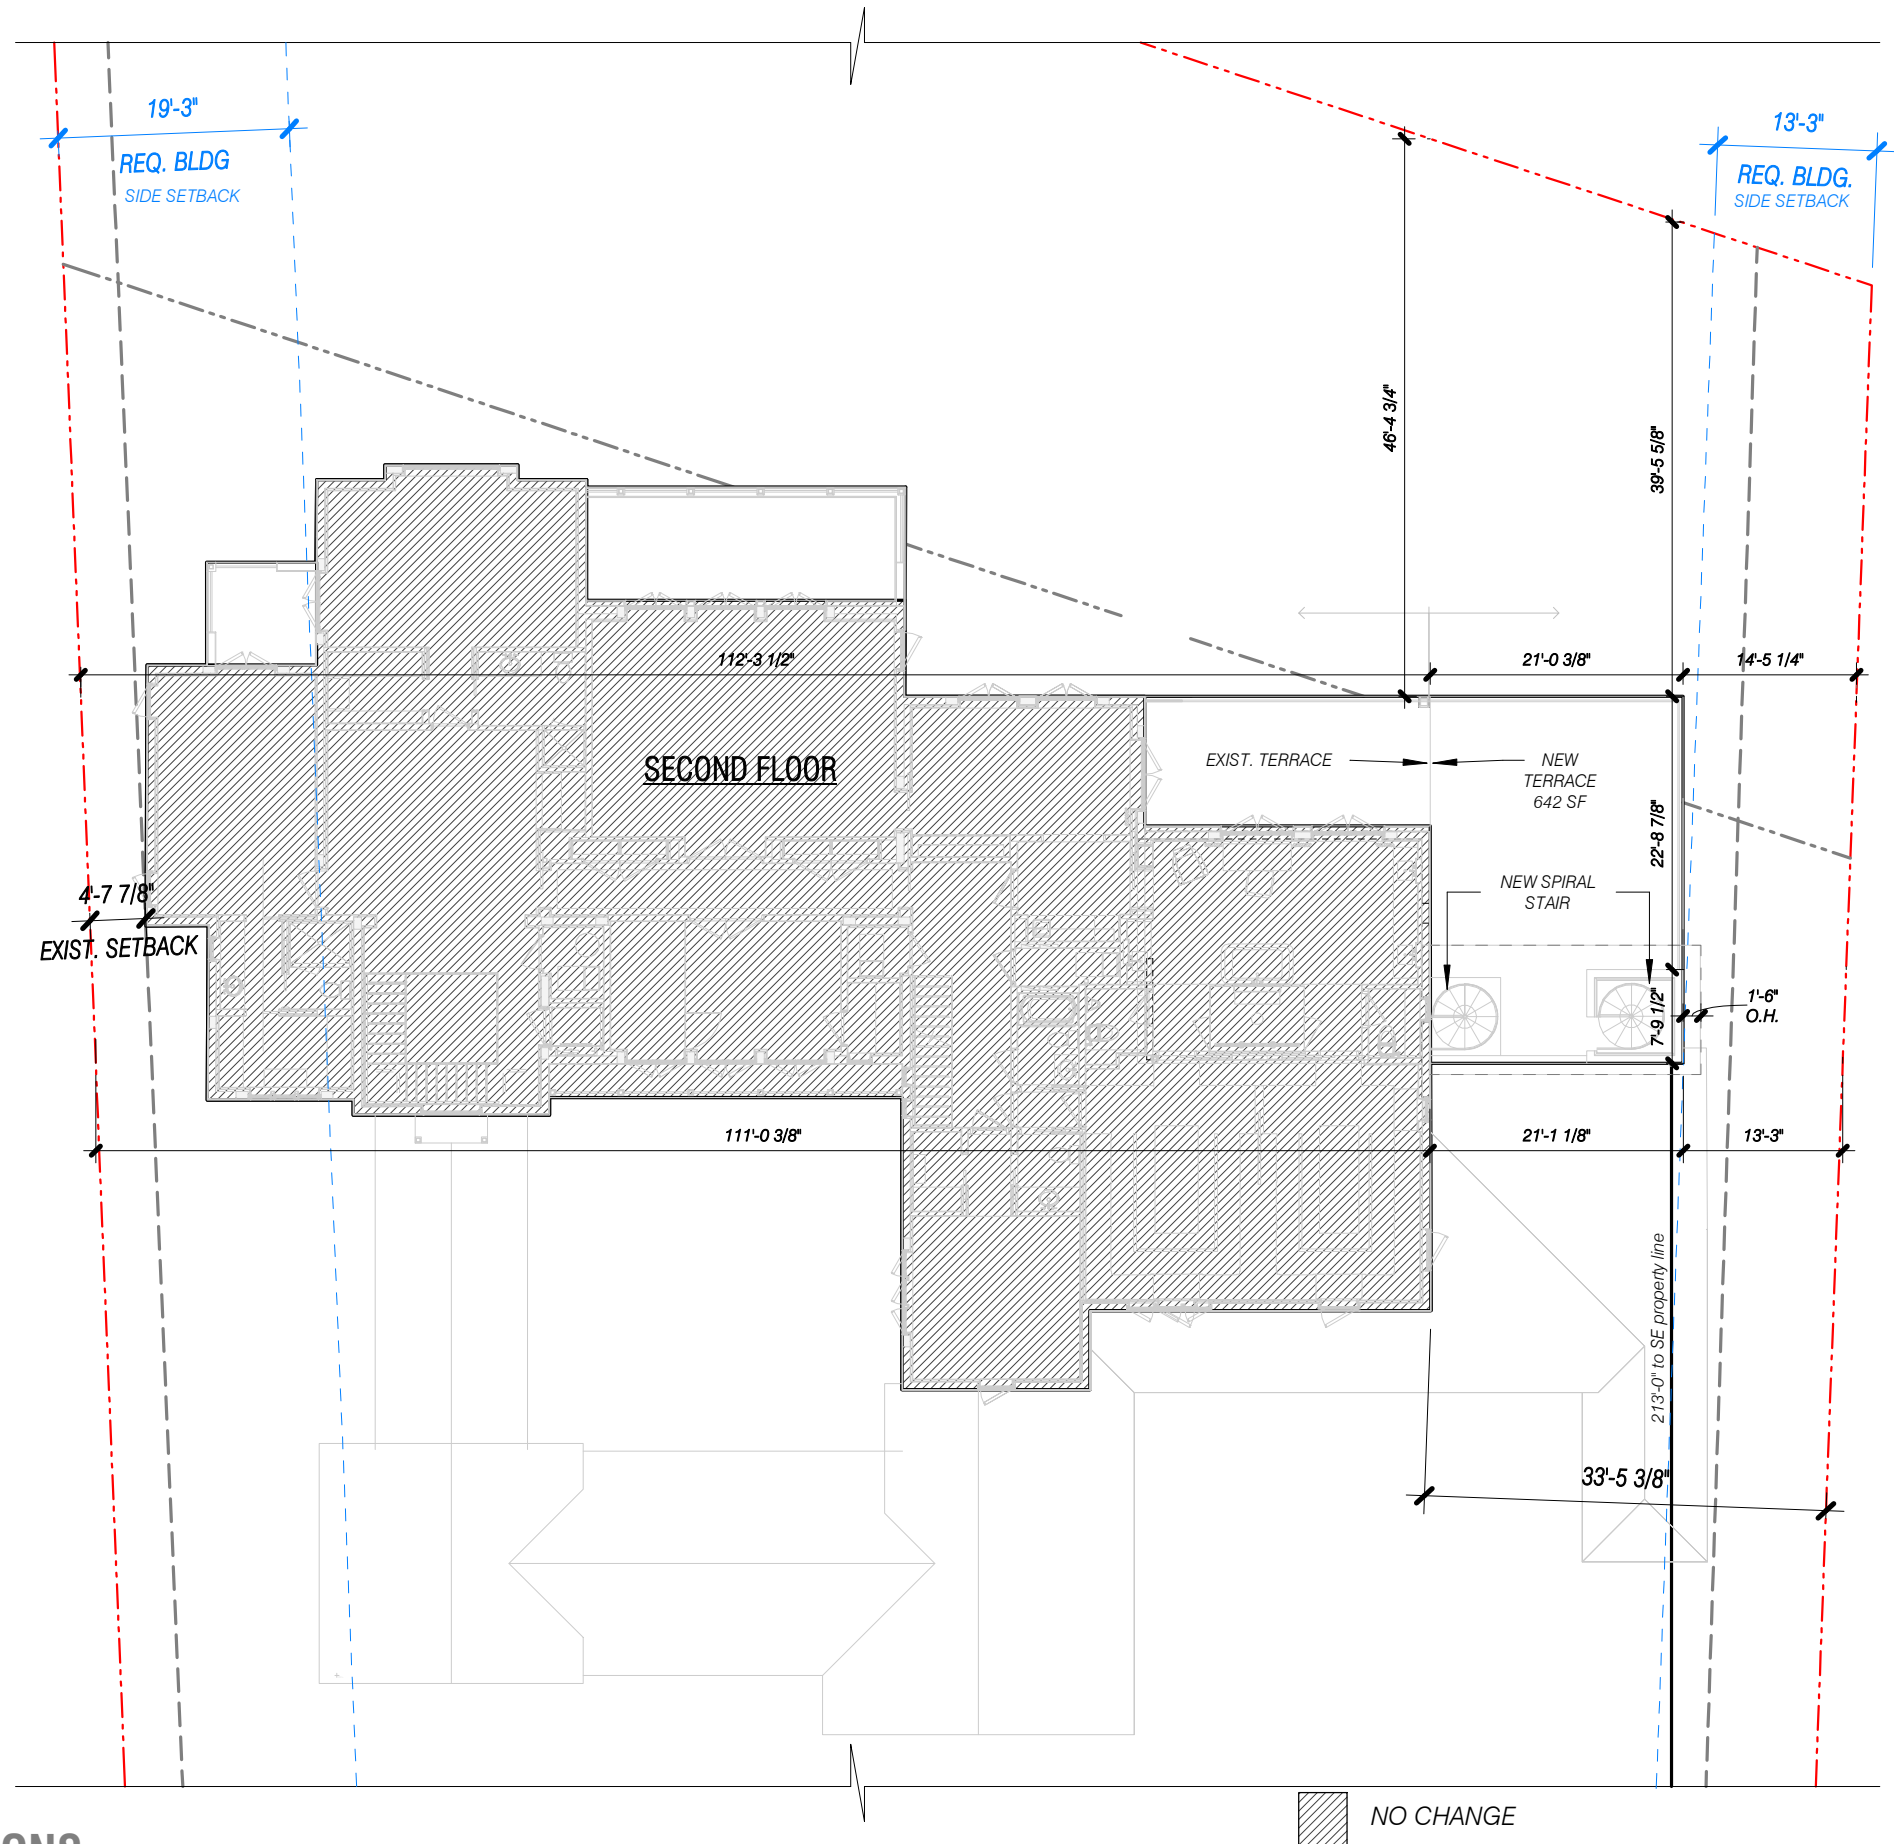 19'-3"
REQ. BLDG
SIDE SETBACK
13'-3"
REQ. BLDG.
SIDE SETBACK
46'-4 3/4"
39'-5 5/8"
112'-3 1/2"
21'-0 3/8"
14'-5 1/4"
SECOND FLOOR
EXIST. TERRACE
NEW
TERRACE
642 SF
22'-8 7/8"
4'-7 7/8"
EXIST. SETBACK
NEW SPIRAL
STAIR
7'-9 1/2"
1'-6"
O.H.
111'-0 3/8"
21'-1 1/8"
13'-3"
213'-0" to SE property line
33'-5 3/8"
NO CHANGE